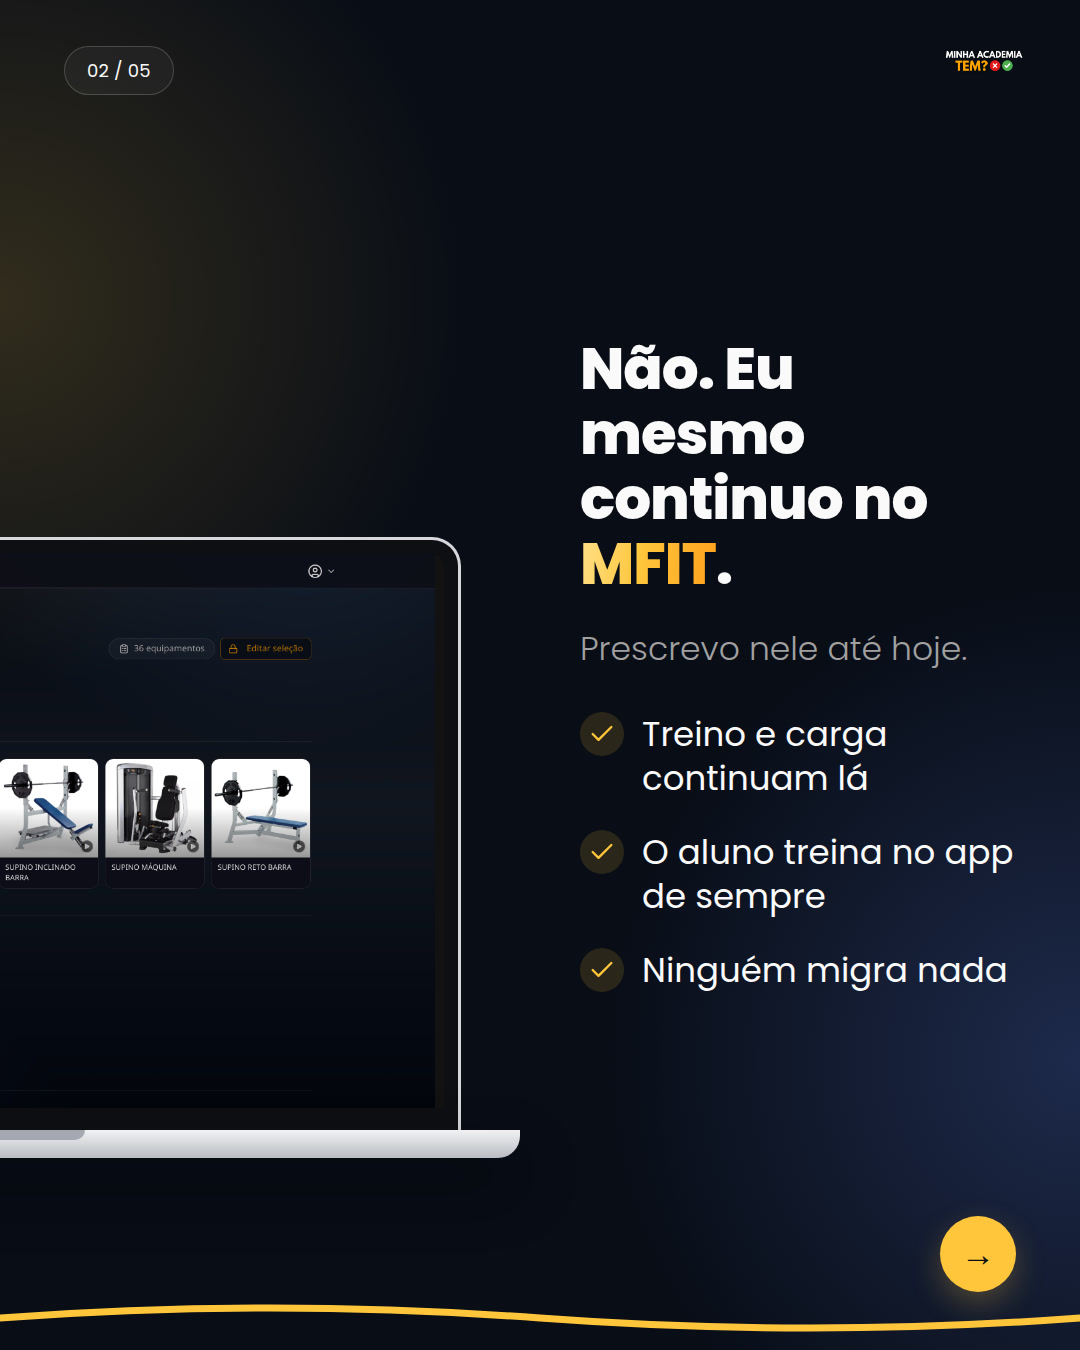 02 / 05
MINHA ACADEMIA
TEM?
Não. Eu
mesmo
continuo no
MFIT.
Prescrevo nele até hoje.
Treino e carga
continuam lá
O aluno treina no app
de sempre
Ninguém migra nada
36 equipamentos
Editar seleção
SUPINO INCLINADO
BARRA
SUPINO MÁQUINA
SUPINO RETO BARRA
→